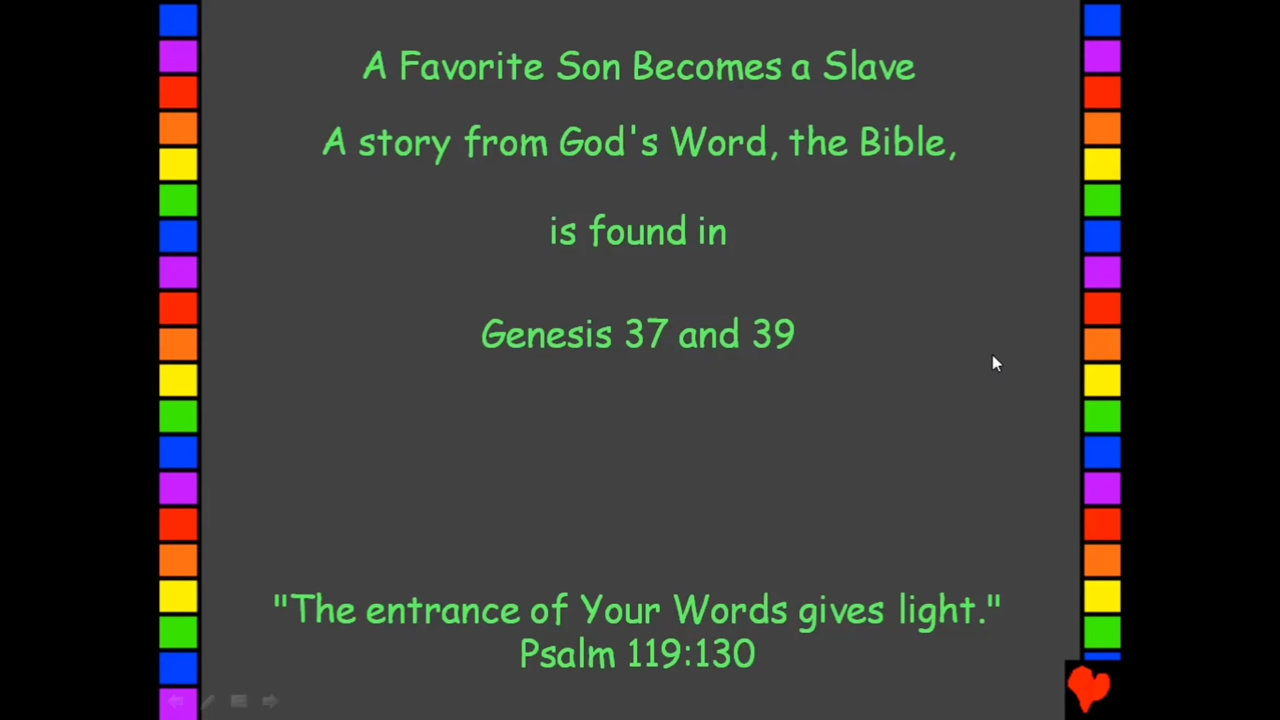 A Favorite Son Becomes a Slave
A story from God's Word, the Bible,
is found in
Genesis 37 and 39
"The entrance of Your Words gives light."
Psalm 119:130